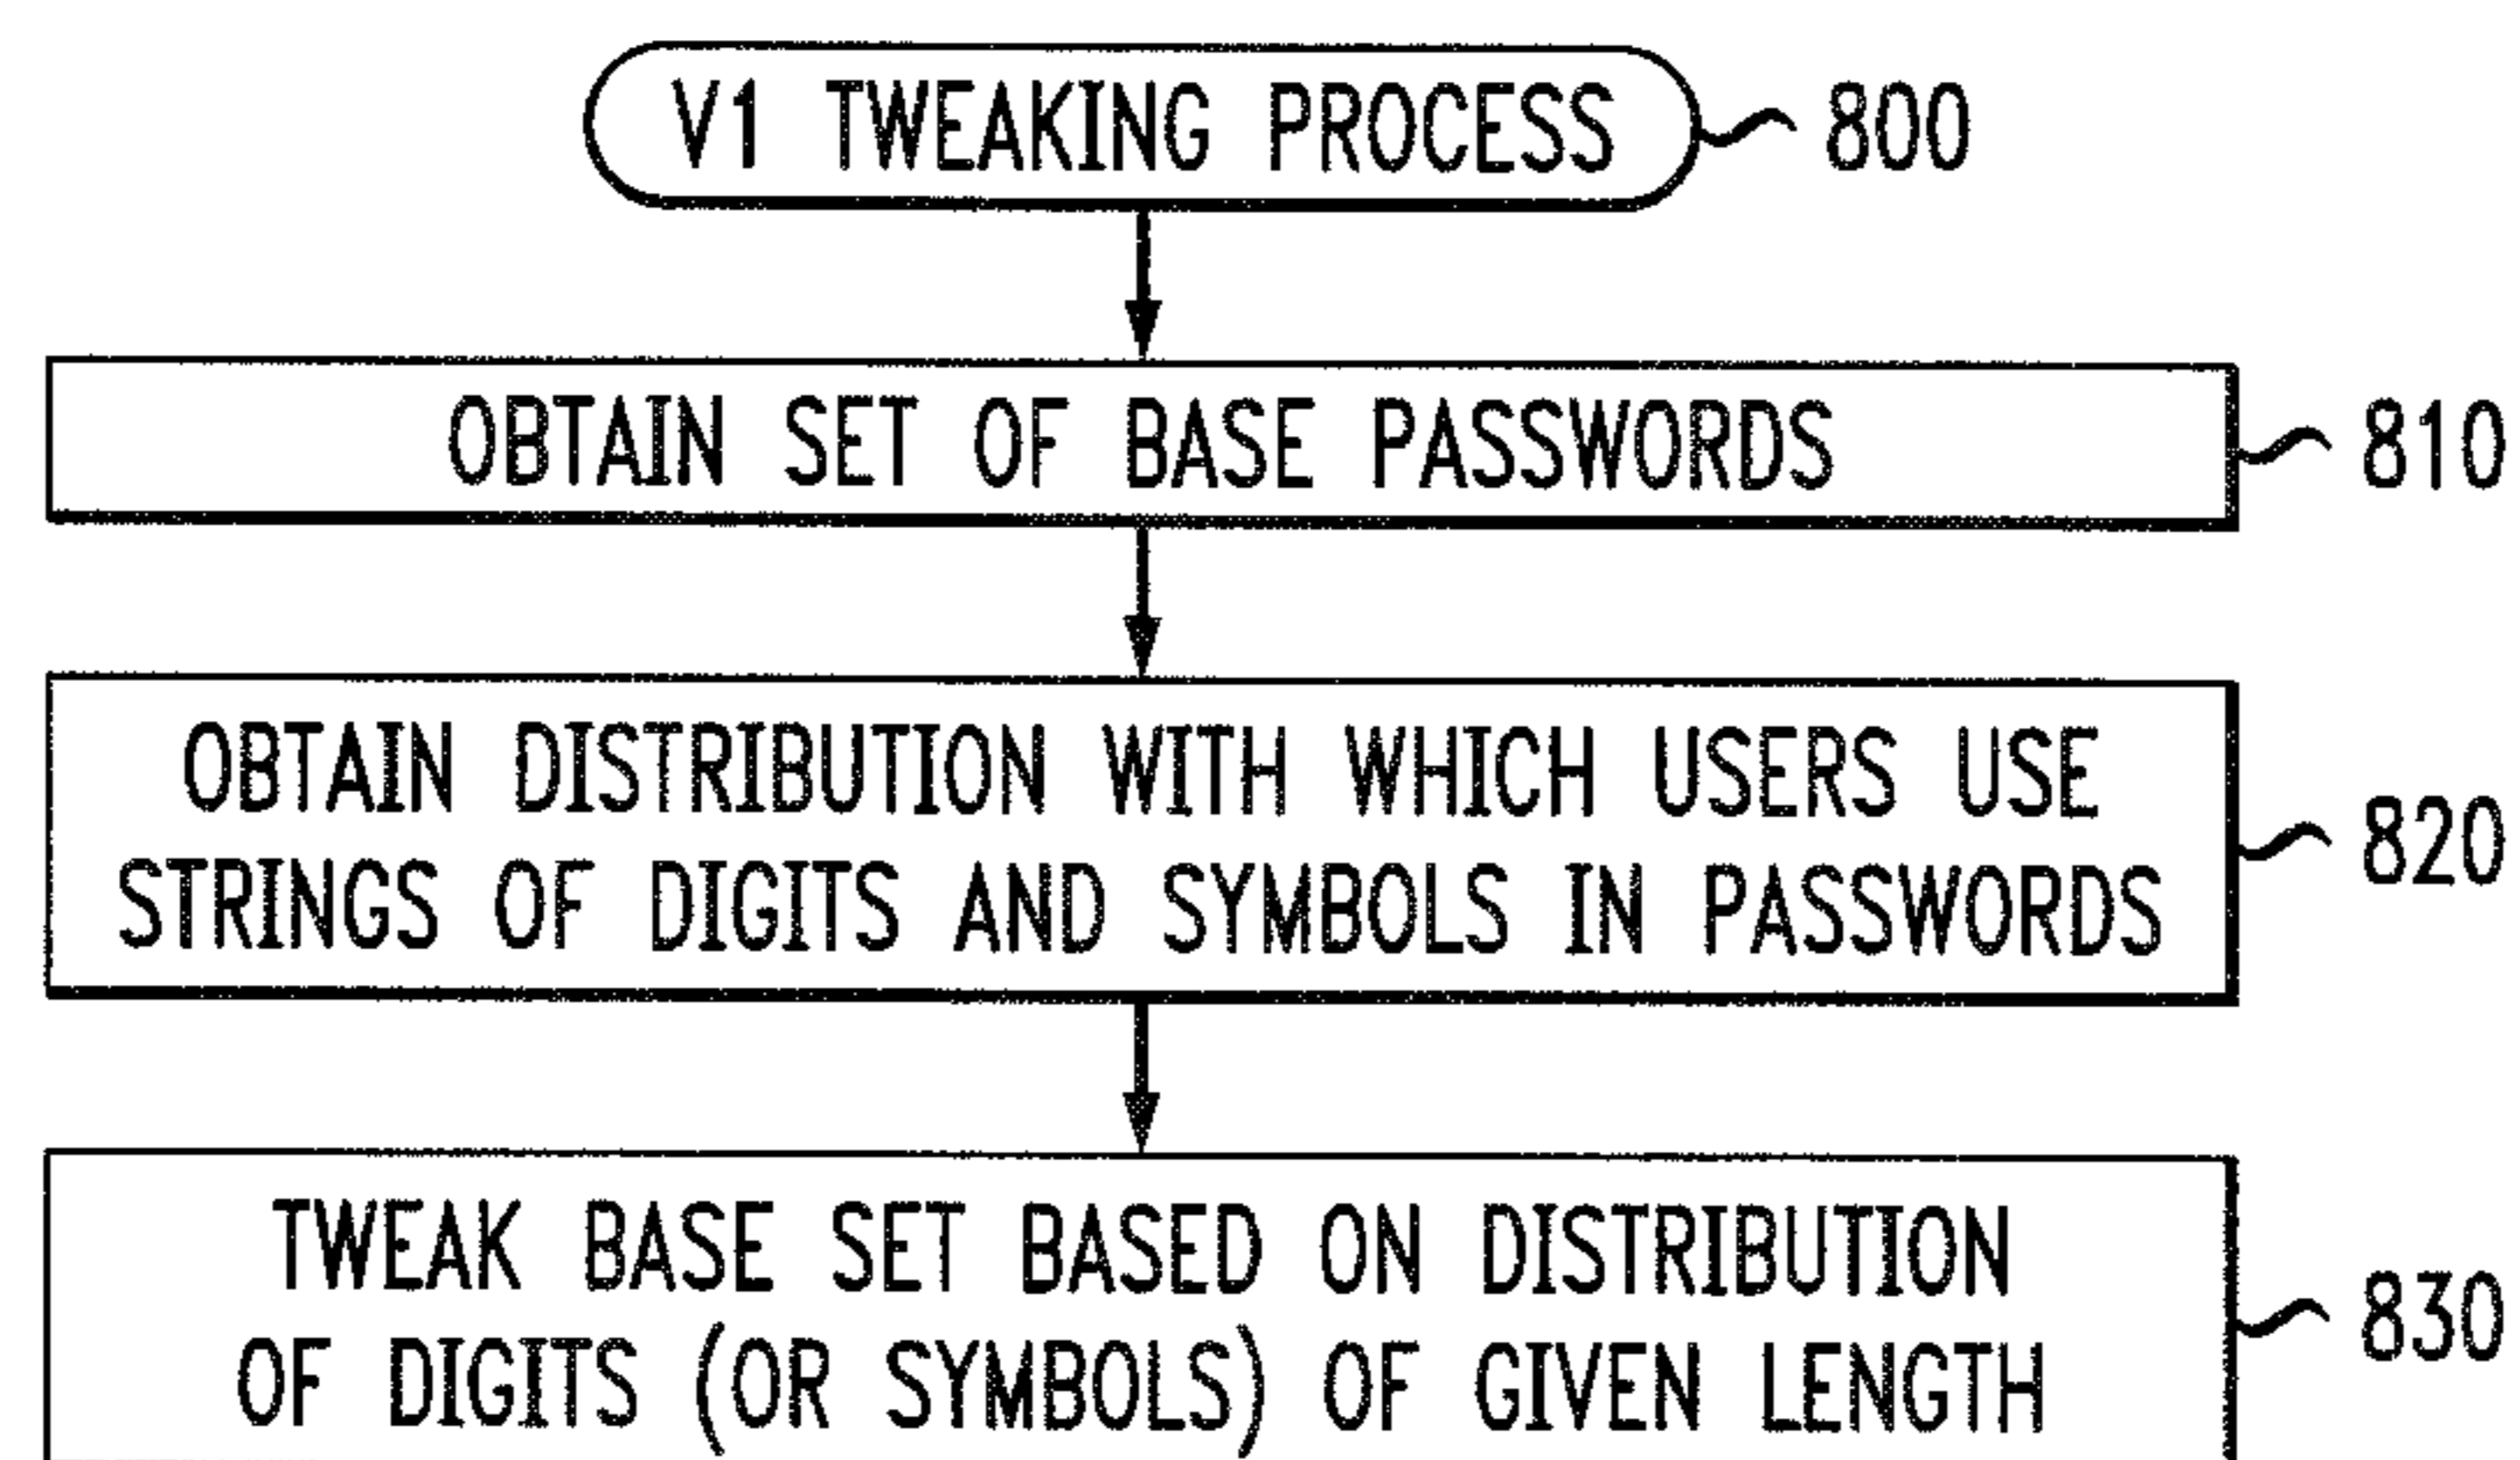 V1 TWEAKING PROCESS 800
OBTAIN SET OF BASE PASSWORDS 810
OBTAIN DISTRIBUTION WITH WHICH USERS USE
STRINGS OF DIGITS AND SYMBOLS IN PASSWORDS
820
TWEAK BASE SET BASED ON DISTRIBUTION
OF DIGITS (OR SYMBOLS) OF GIVEN LENGTH
830